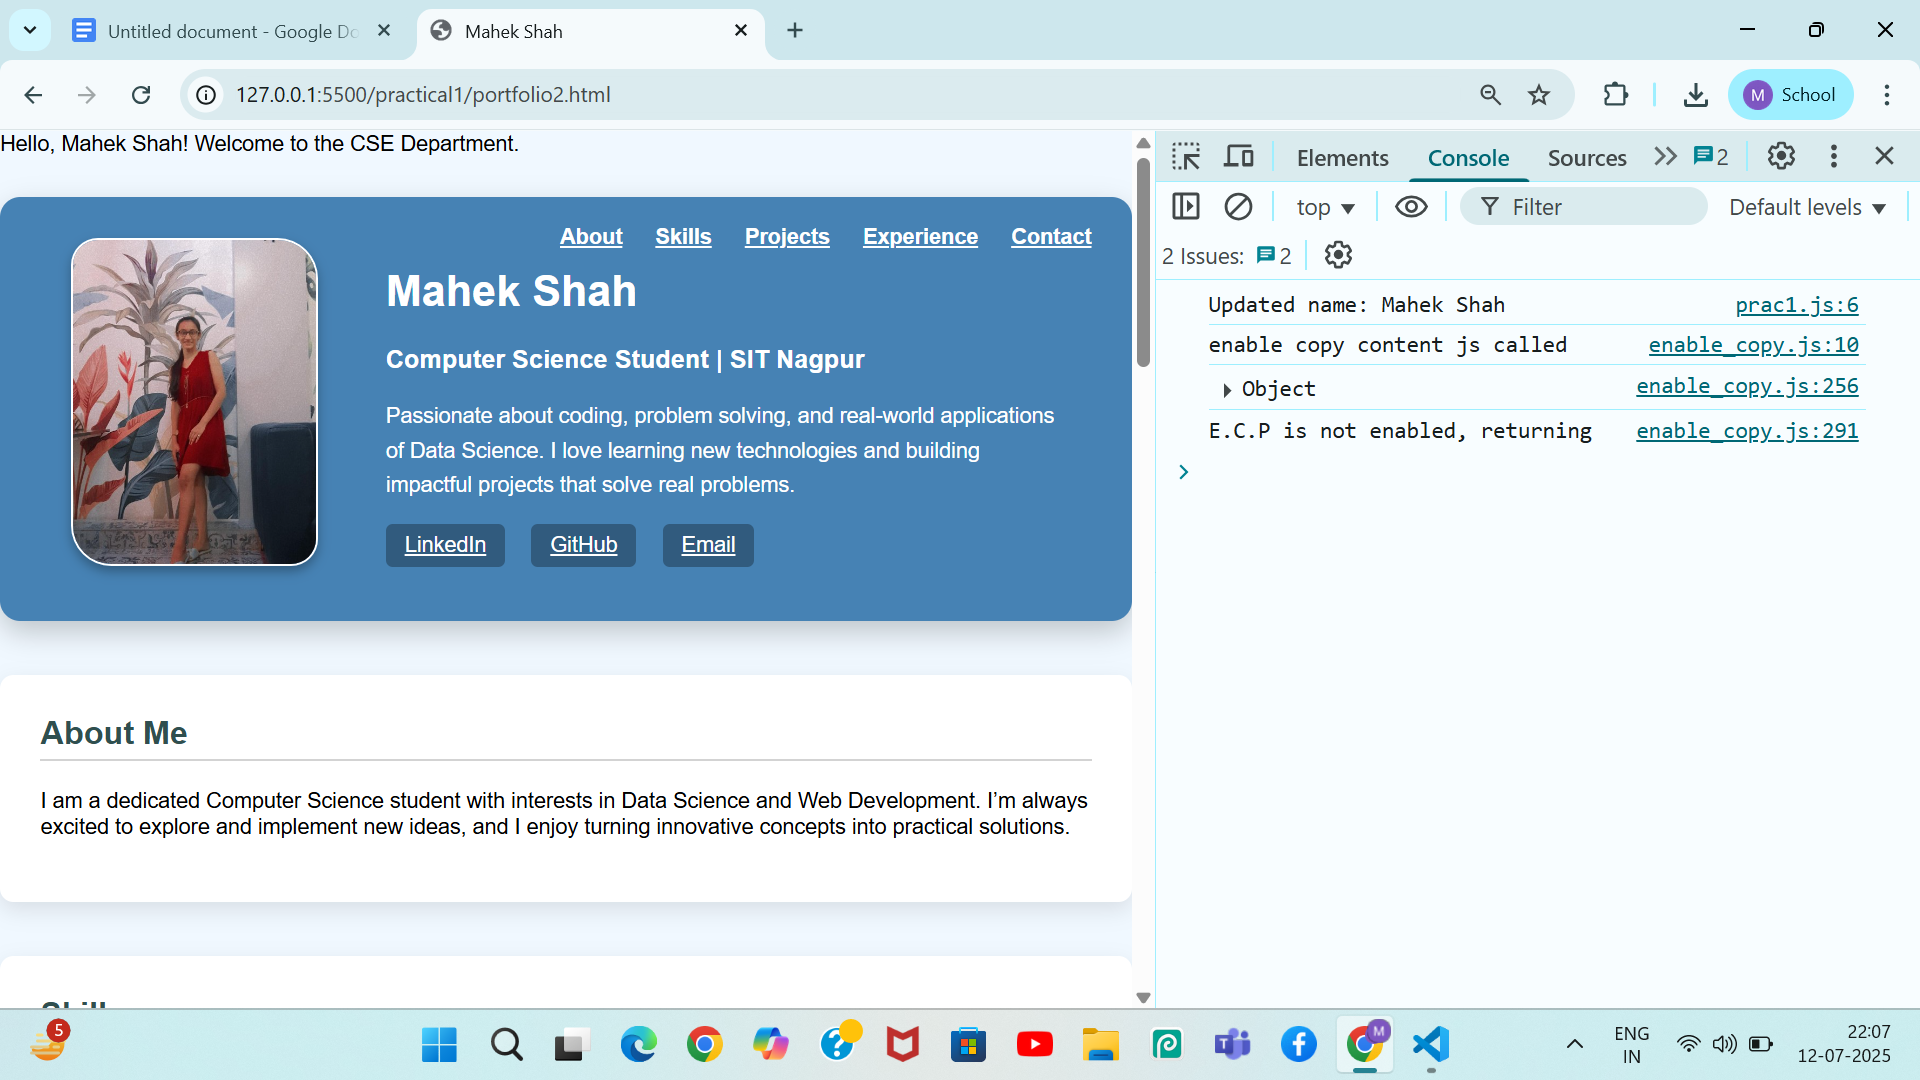 Untitled document - Google Do
Mahek Shah
127.0.0.1:5500/practical1/portfolio2.html
M School
Hello, Mahek Shah! Welcome to the CSE Department.
About Skills Projects Experience Contact
Mahek Shah
Computer Science Student | SIT Nagpur
Passionate about coding, problem solving, and real-world applications
of Data Science. I love learning new technologies and building
impactful projects that solve real problems.
LinkedIn GitHub Email
About Me
I am a dedicated Computer Science student with interests in Data Science and Web Development. I’m always
excited to explore and implement new ideas, and I enjoy turning innovative concepts into practical solutions.
Skill
Elements Console Sources 2
top Filter Default levels
2 Issues: 2
Updated name: Mahek Shah prac1.js:6
enable copy content js called enable_copy.js:10
Object enable_copy.js:256
E.C.P is not enabled, returning enable_copy.js:291
5
M
ENG
IN
22:07
12-07-2025